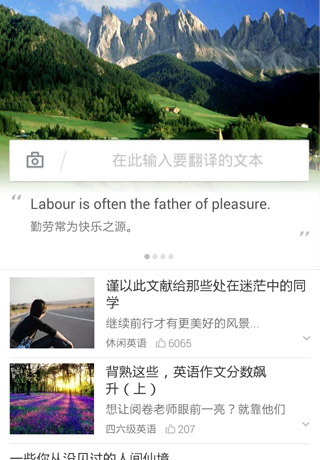 在此输入要翻译的文本
“ Labour is often the father of pleasure.
勤劳常为快乐之源。 ”
谨以此文献给那些处在迷茫中的同
学
继续前行才有更美好的风景...
休闲英语 6065
背熟这些，英语作文分数飙
升（上）
想让阅卷老师眼前一亮？就靠他们
四六级英语 207
一些你从没见过的人间仙境